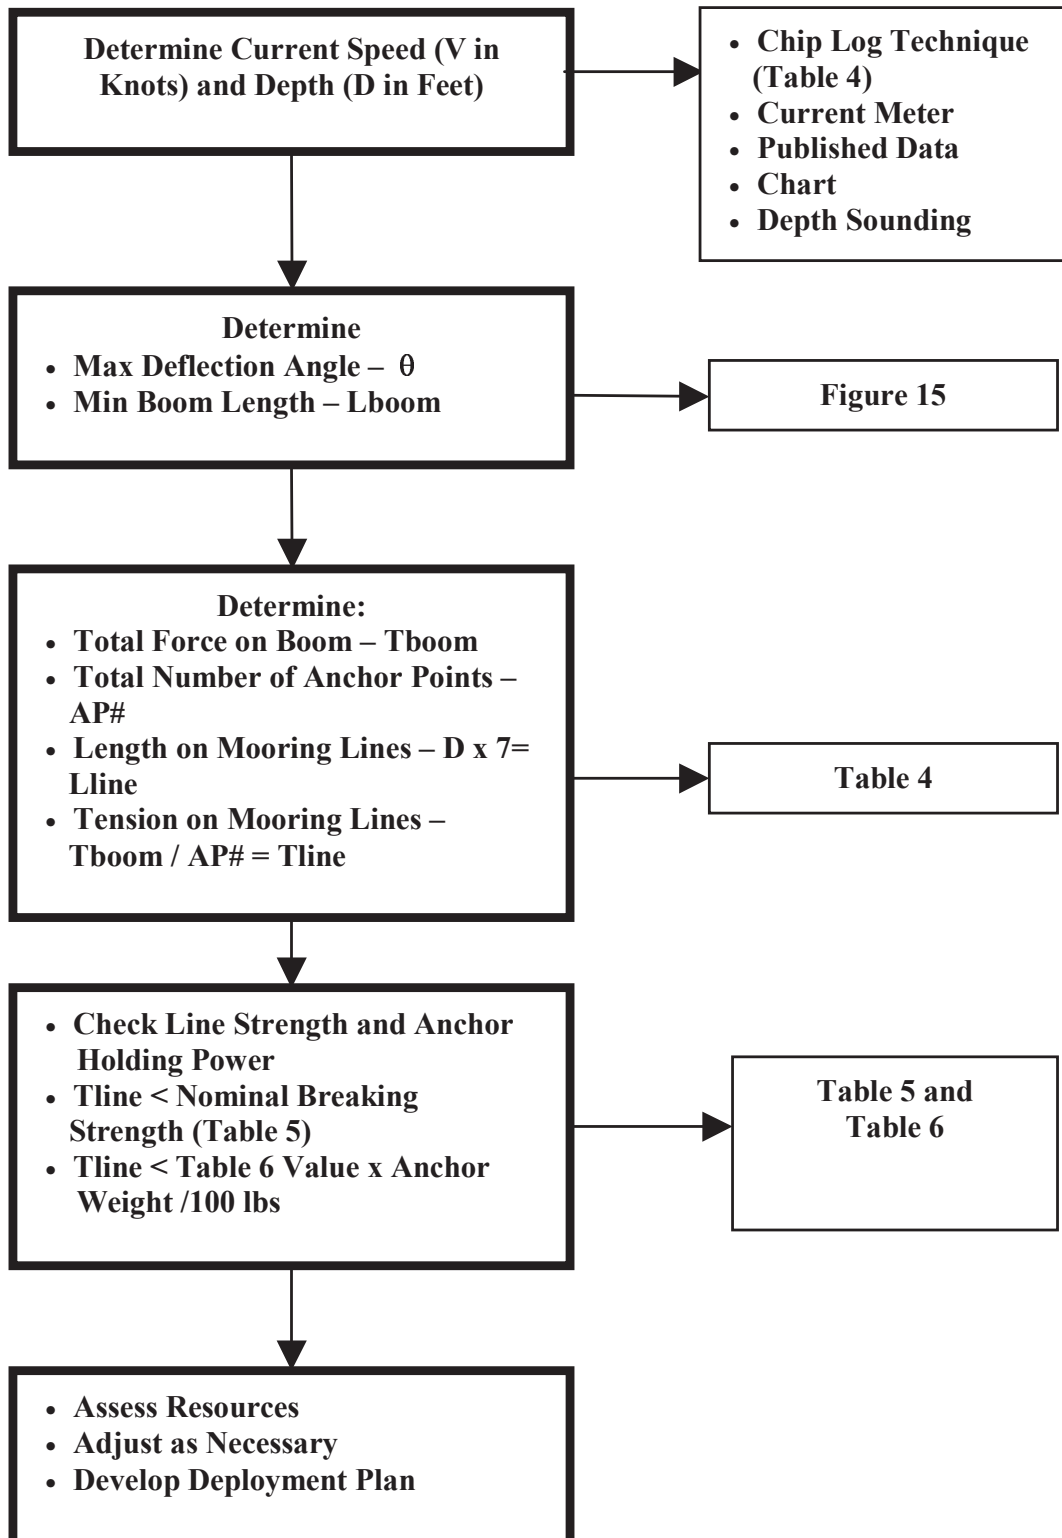 Determine Current Speed (V in
Knots) and Depth (D in Feet)
• Chip Log Technique
(Table 4)
• Current Meter
• Published Data
• Chart
• Depth Sounding
Determine
• Max Deflection Angle – θ
• Min Boom Length – Lboom
Figure 15
Determine:
• Total Force on Boom – Tboom
• Total Number of Anchor Points –
AP#
• Length on Mooring Lines – D x 7=
Lline
• Tension on Mooring Lines –
Tboom / AP# = Tline
Table 4
• Check Line Strength and Anchor
Holding Power
• Tline < Nominal Breaking
Strength (Table 5)
• Tline < Table 6 Value x Anchor
Weight /100 lbs
Table 5 and
Table 6
• Assess Resources
• Adjust as Necessary
• Develop Deployment Plan